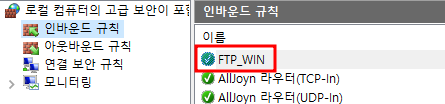 로컬 컴퓨터의 고급 보안이 포함
인바운드 규칙
아웃바운드 규칙
연결 보안 규칙
모니터링
인바운드 규칙
이름
FTP_WIN
AllJoyn 라우터(TCP-In)
AllJoyn 라우터(UDP-In)